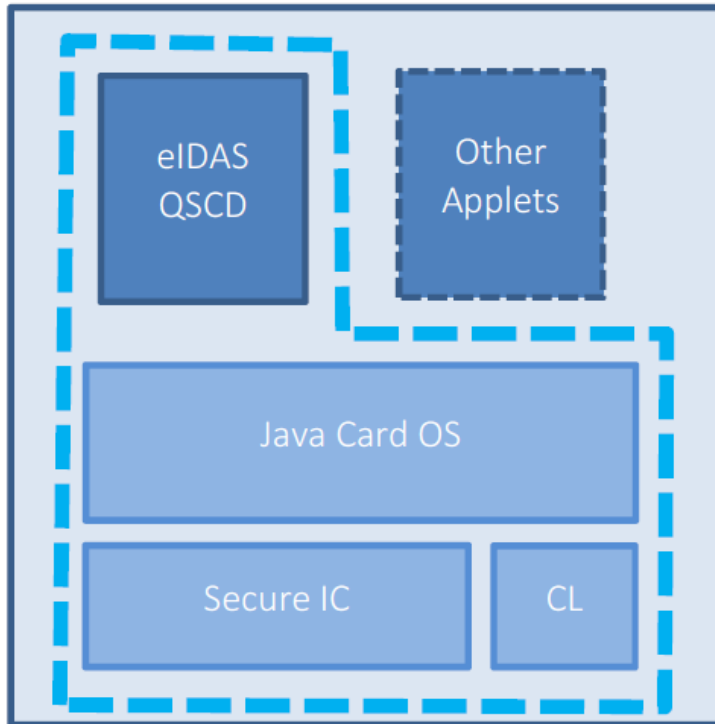 eIDAS
QSCD
Other
Applets
Java Card OS
Secure IC
CL